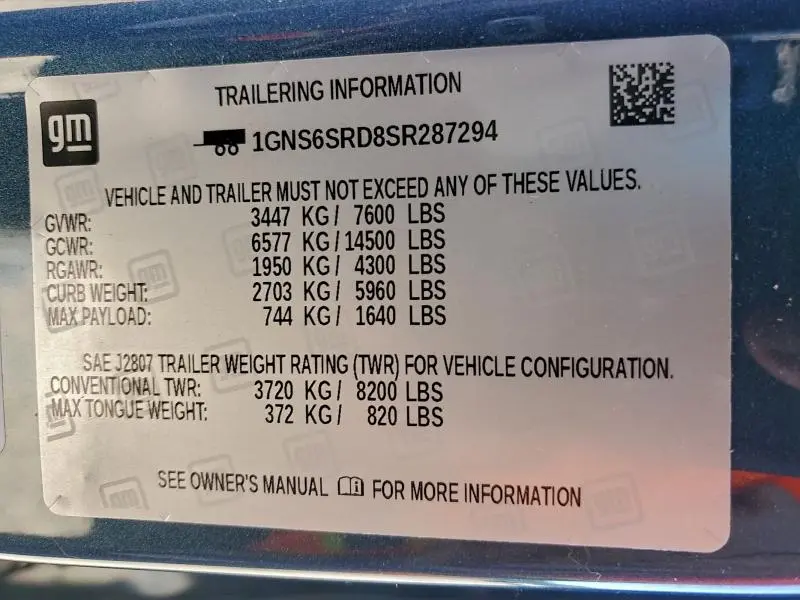 gm
TRAILERING INFORMATION
1GNS6SRD8SR287294
VEHICLE AND TRAILER MUST NOT EXCEED ANY OF THESE VALUES.
GVWR: 3447 KG/ 7600 LBS
GCWR: 6577 KG/14500 LBS
RGAWR: 1950 KG/ 4300 LBS
CURB WEIGHT: 2703 KG/ 5960 LBS
MAX PAYLOAD: 744 KG/ 1640 LBS
SAE J2807 TRAILER WEIGHT RATING (TWR) FOR VEHICLE CONFIGURATION.
CONVENTIONAL TWR: 3720 KG/ 8200 LBS
MAX TONGUE WEIGHT: 372 KG/ 820 LBS
SEE OWNER'S MANUAL FOR MORE INFORMATION